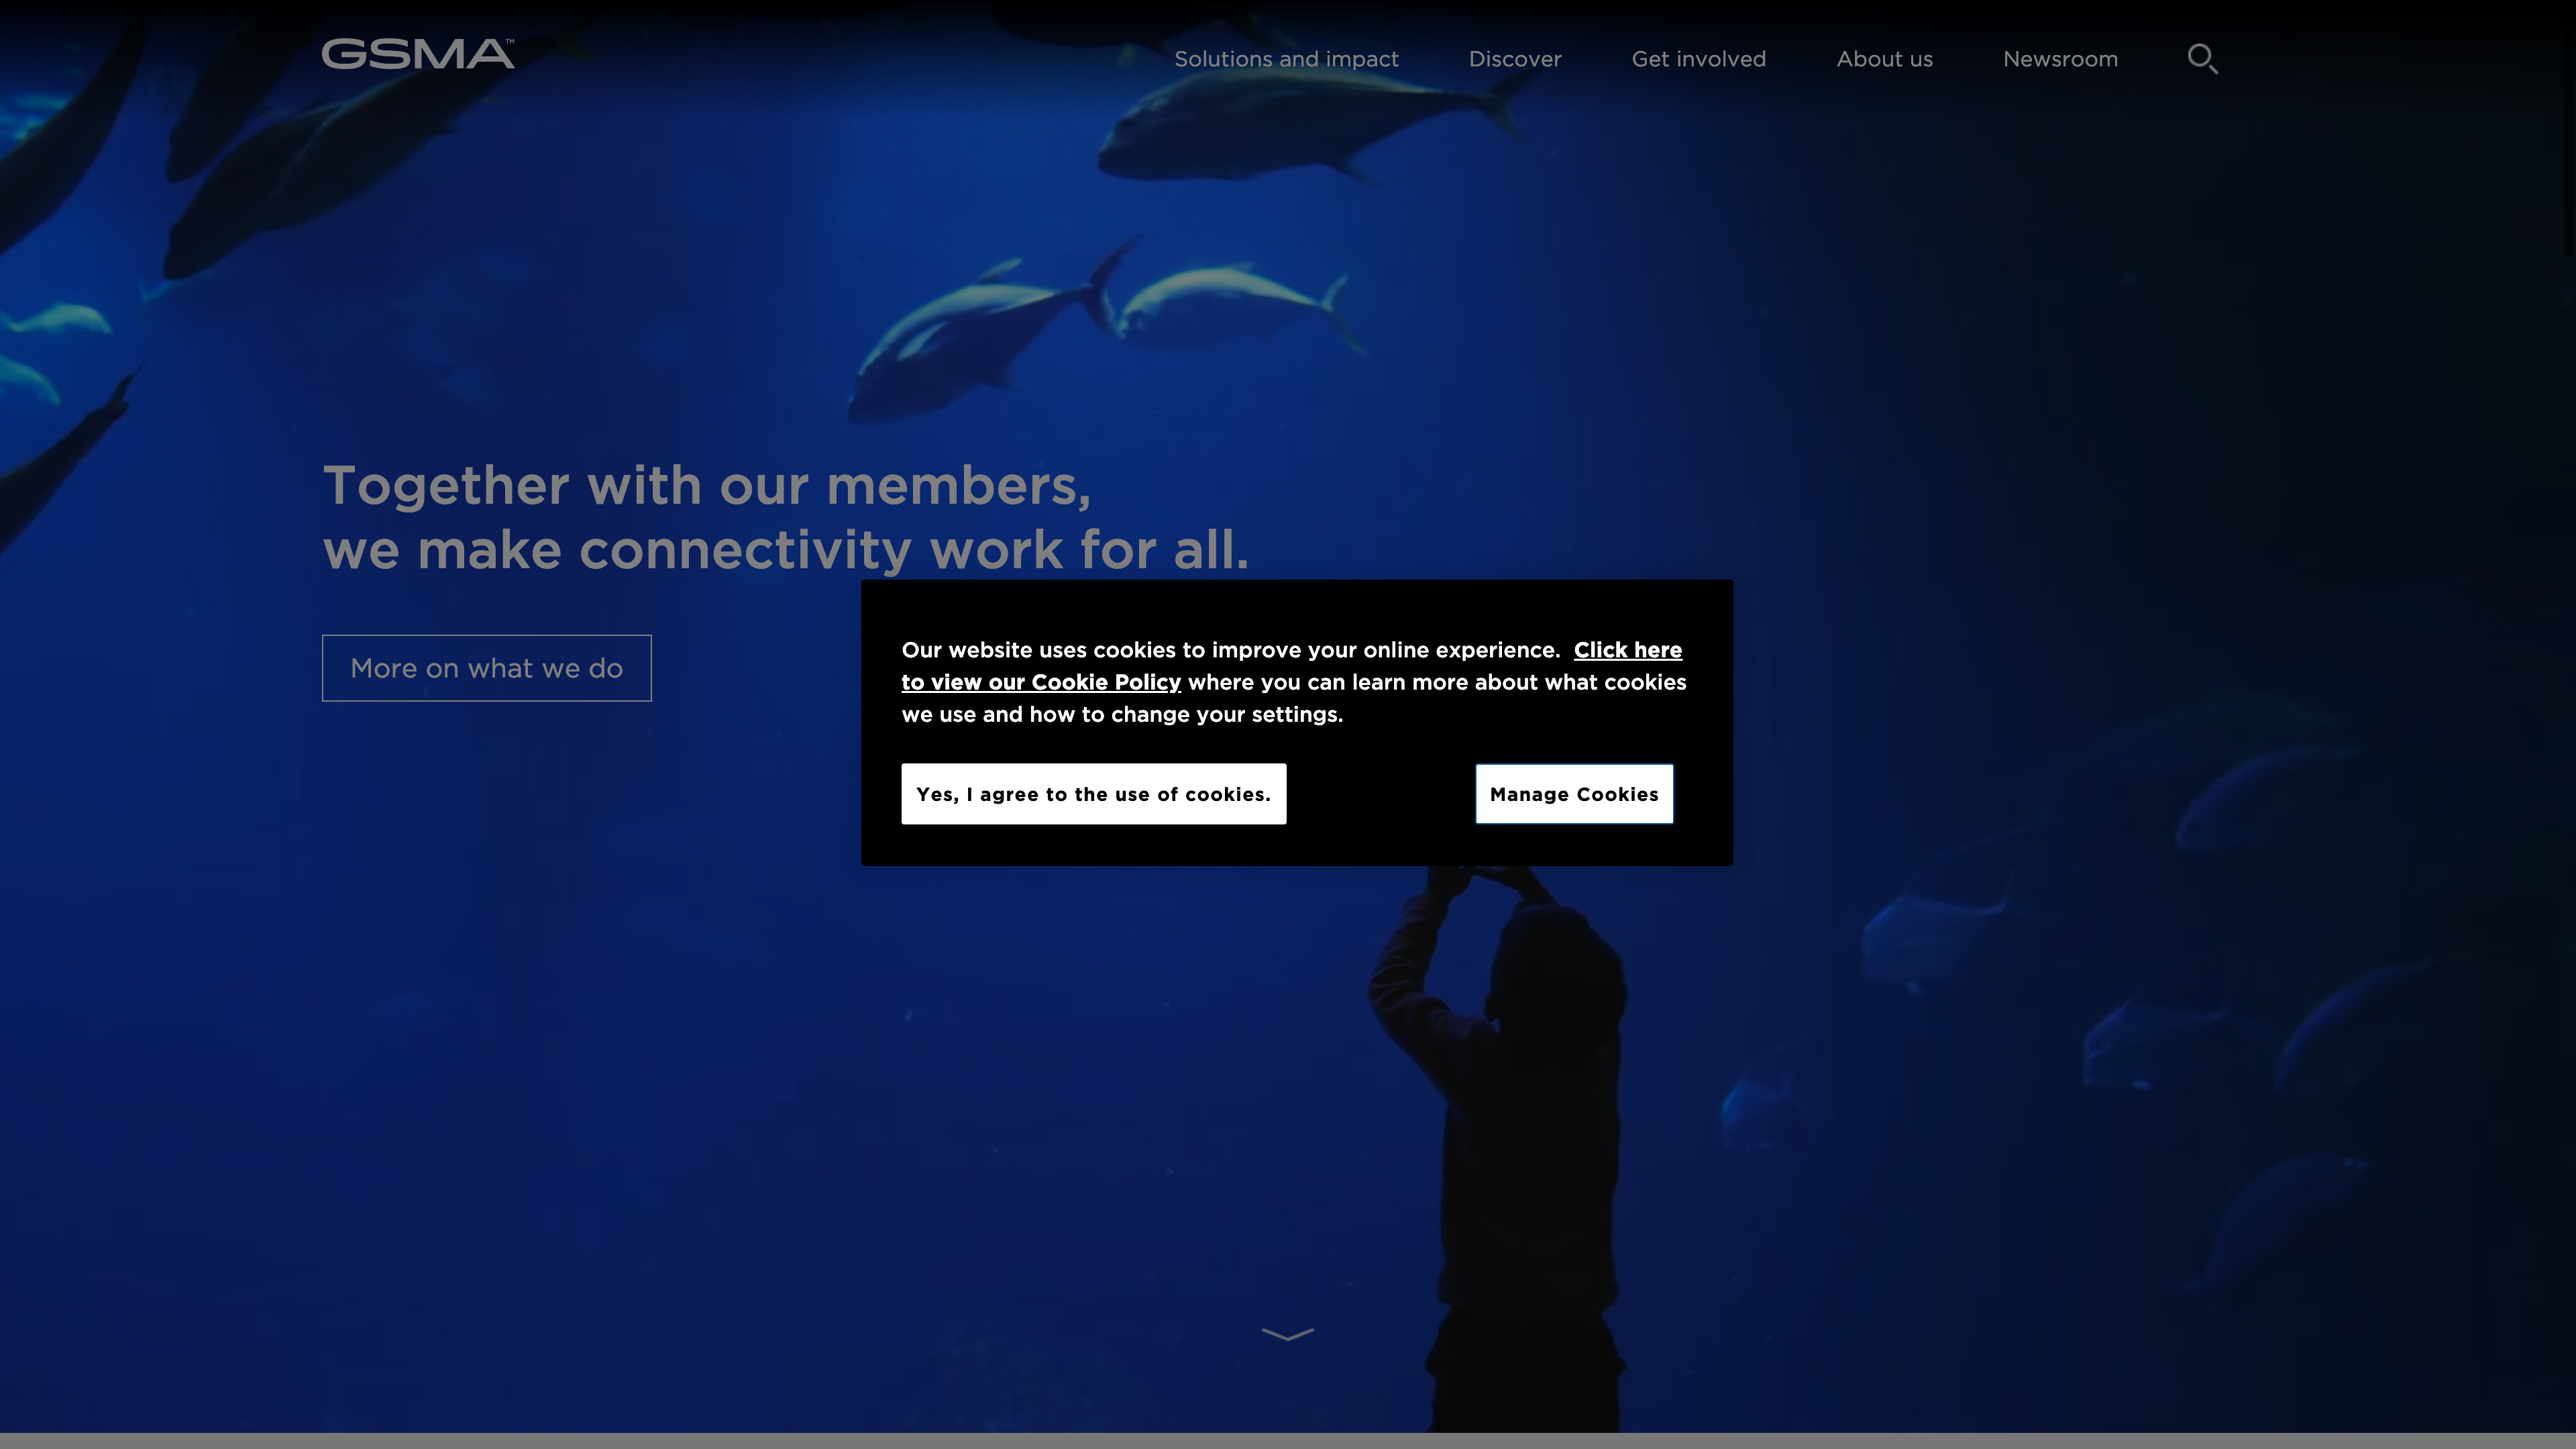 GSMA™
Solutions and impact
Discover
Get involved
About us
Newsroom
Together with our members,
we make connectivity work for all.
More on what we do
Our website uses cookies to improve your online experience. Click here
to view our Cookie Policy where you can learn more about what cookies
we use and how to change your settings.
Yes, I agree to the use of cookies.
Manage Cookies